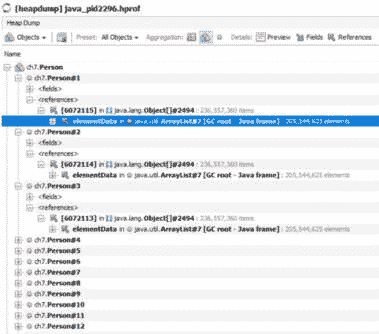 [heapdump] java_pid2296.hprof
Heap Dump
Objects Preset: All Objects Aggregation: Details: Preview Fields References
Name
ch7.Person
ch7.Person#1
<fields>
<references>
[6072115] in java.lang.Object[]#2494 : 236,557,360 items
elementData in java.util.ArrayList#7 [GC root - Java frame] : 205,544,625 elements
ch7.Person#2
<fields>
<references>
[6072114] in java.lang.Object[]#2494 : 236,557,360 items
elementData in java.util.ArrayList#7 [GC root - Java frame] : 205,544,625 elements
ch7.Person#3
<fields>
<references>
[6072113] in java.lang.Object[]#2494 : 236,557,360 items
elementData in java.util.ArrayList#7 [GC root - Java frame] : 205,544,625 elements
ch7.Person#4
ch7.Person#5
ch7.Person#6
ch7.Person#7
ch7.Person#8
ch7.Person#9
ch7.Person#10
ch7.Person#11
ch7.Person#12